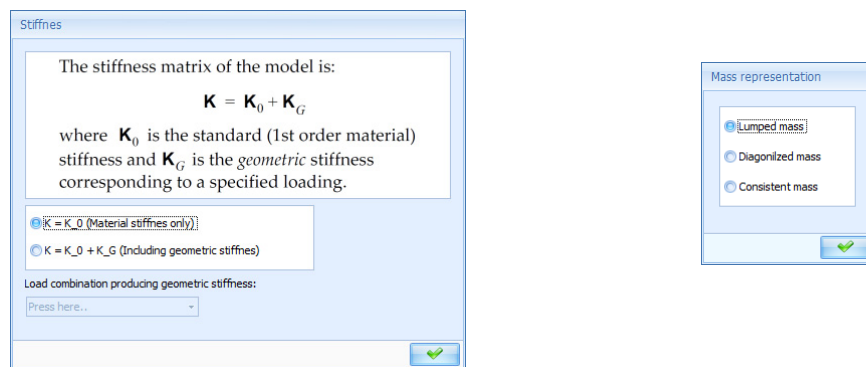 Stiffnes
The stiffness matrix of the model is:
K = K₀ + K_G
where K₀ is the standard (1st order material)
stiffness and K_G is the geometric stiffness
corresponding to a specified loading.
K = K_0 (Material stiffnes only)
K = K_0 + K_G (Including geometric stiffnes)
Load combination producing geometric stiffness:
Press here..
Mass representation
Lumped mass
Diagonilzed mass
Consistent mass